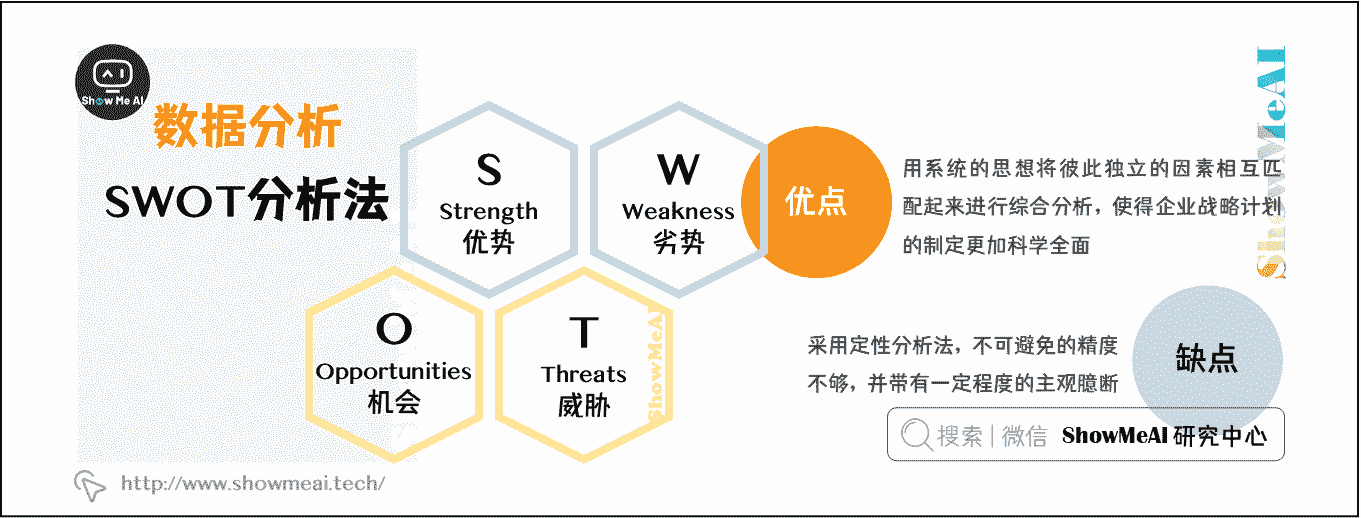 Show Me AI
数据分析
SWOT分析法
S
Strength
优势
W
Weakness
劣势
O
Opportunities
机会
T
Threats
威胁
ShowMeAI
优点
用系统的思想将彼此独立的因素相互匹
配起来进行综合分析，使得企业战略计划
的制定更加科学全面
ShowMeAI
采用定性分析法，不可避免的精度
不够，并带有一定程度的主观臆断
缺点
搜索｜微信 ShowMeAI 研究中心
http://www.showmeai.tech/